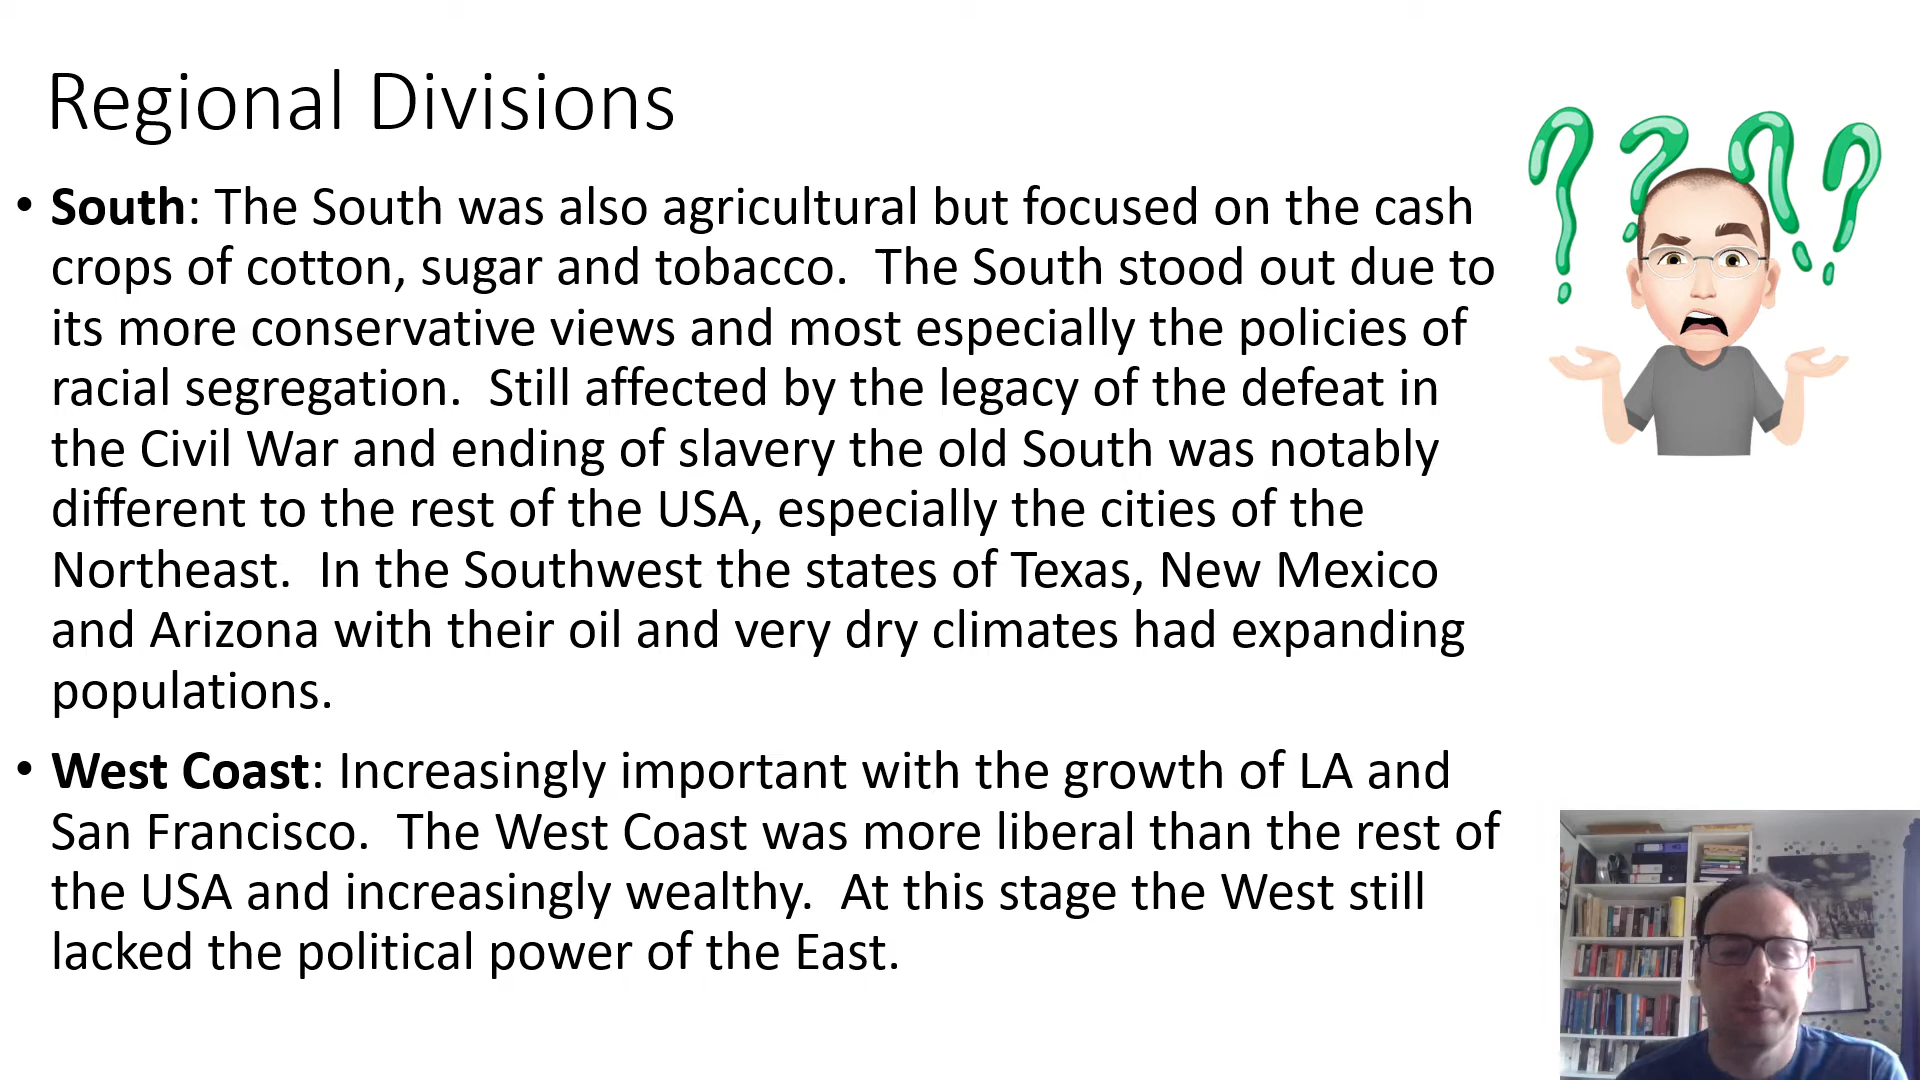 Regional Divisions
• South: The South was also agricultural but focused on the cash
crops of cotton, sugar and tobacco.  The South stood out due to
its more conservative views and most especially the policies of
racial segregation.  Still affected by the legacy of the defeat in
the Civil War and ending of slavery the old South was notably
different to the rest of the USA, especially the cities of the
Northeast.  In the Southwest the states of Texas, New Mexico
and Arizona with their oil and very dry climates had expanding
populations.
• West Coast: Increasingly important with the growth of LA and
San Francisco.  The West Coast was more liberal than the rest of
the USA and increasingly wealthy.  At this stage the West still
lacked the political power of the East.
? ? ? ?